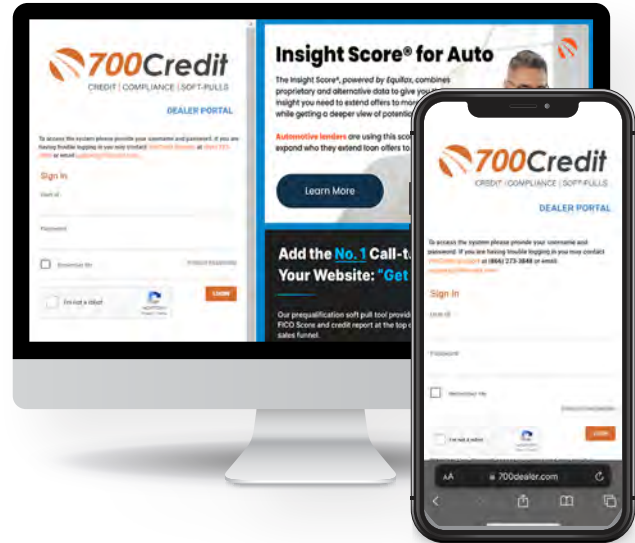 700Credit
CREDIT | COMPLIANCE | SOFT-PULLS
DEALER PORTAL
To access the system please provide your username and password. If you are
having trouble logging in you may contact
or email
Sign In
User id
Password
Remember Me
I'm not a robot
LOGIN
Insight Score® for Auto
The Insight Score®, powered by Equifax, combines
proprietary and alternative data to give you th
insight you need to extend offers to mor
while getting a deeper view of potenti
Automotive lenders are using this sco
expand who they extend loan offers to
Learn More
Add the No. 1 Call-t
Your Website: "Get
Our prequalification soft pull tool provid
FICO Score and credit report at the top o
sales funnel.
700Credit
CREDIT | COMPLIANCE | SOFT-PULLS
DEALER PORTAL
To access the system please provide your username and
password. If you are having trouble logging in you may contact
at (866) 273-3848 or email
Sign In
User id
Password
Remember Me
I'm not a robot
LOGIN
AA 700dealer.com